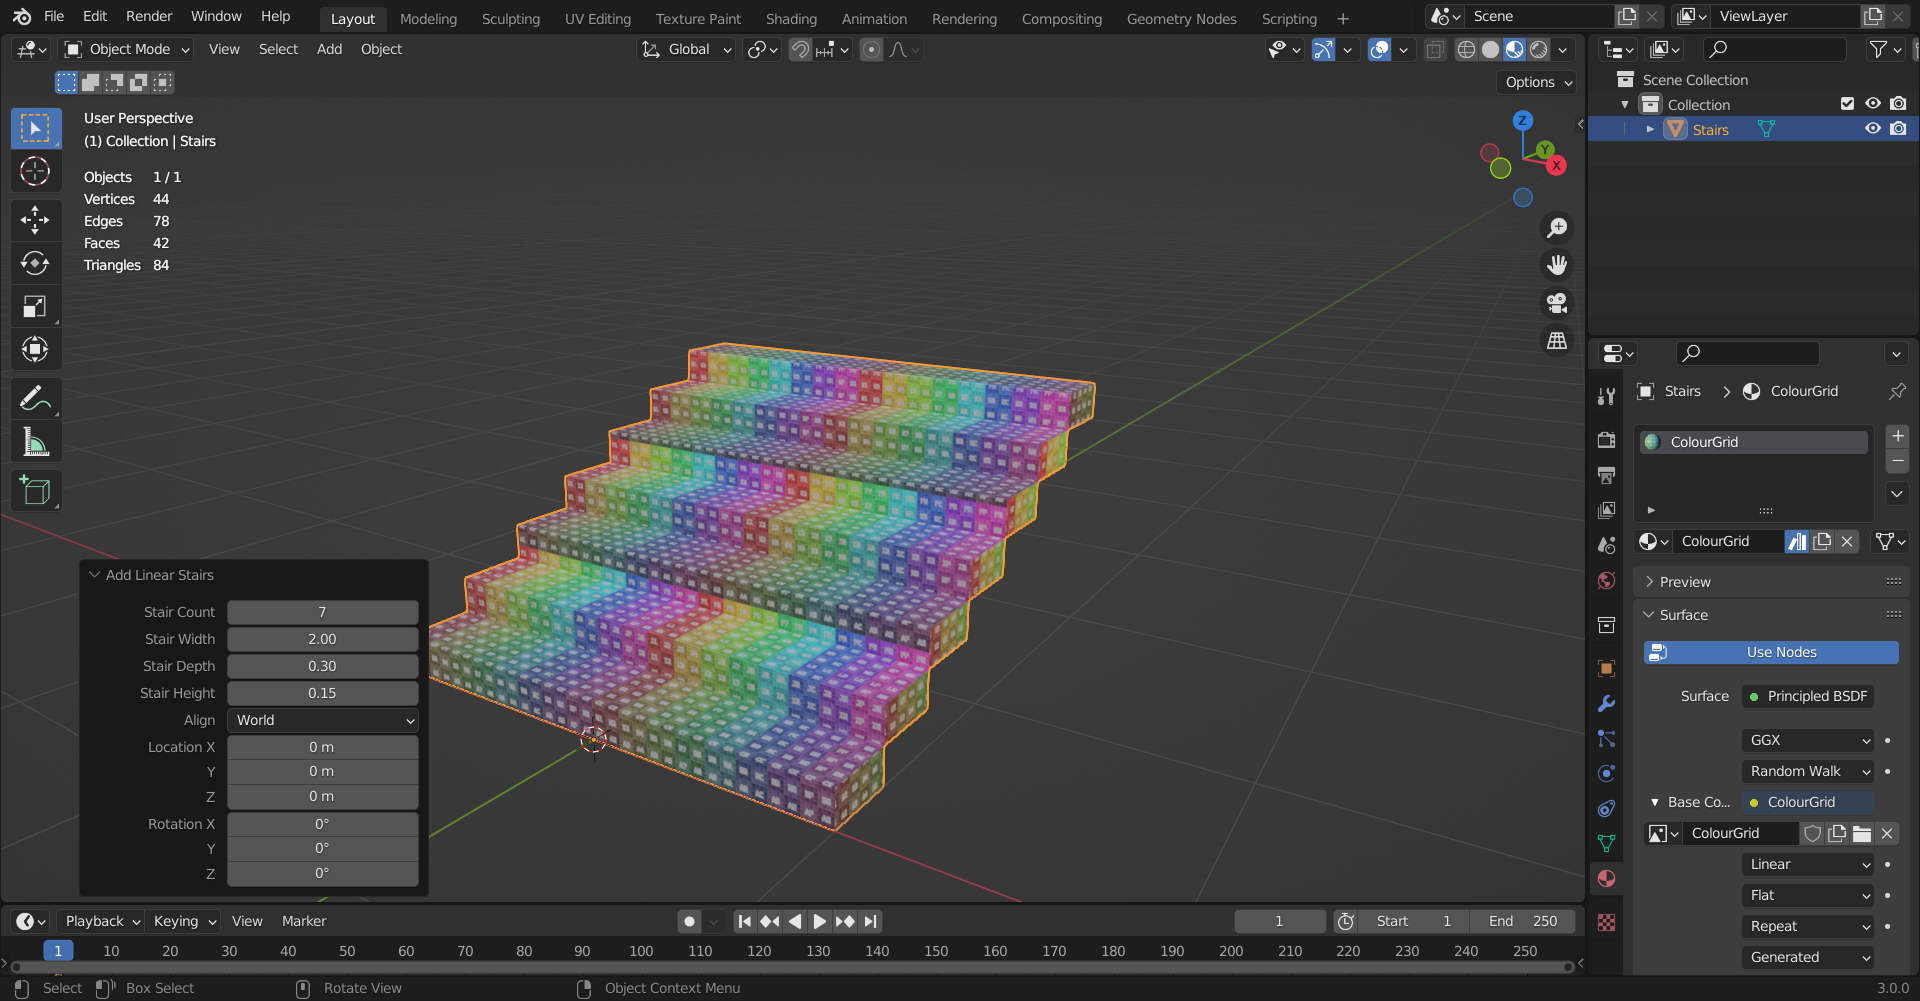 File Edit Render Window Help Layout Modeling Sculpting UV Editing Texture Paint Shading Animation Rendering Compositing Geometry Nodes Scripting + Scene ViewLayer
Object Mode View Select Add Object Global
Options
User Perspective
(1) Collection | Stairs
Objects 1 / 1
Vertices 44
Edges 78
Faces 42
Triangles 84
Z
Y
X
Add Linear Stairs
Stair Count 7
Stair Width 2.00
Stair Depth 0.30
Stair Height 0.15
Align World
Location X 0 m
Y 0 m
Z 0 m
Rotation X 0°
Y 0°
Z 0°
Scene Collection
Collection
Stairs
Stairs ColourGrid
ColourGrid
ColourGrid
Preview
Surface
Use Nodes
Surface Principled BSDF
GGX
Random Walk
Base Co... ColourGrid
ColourGrid
Linear
Flat
Repeat
Generated
Playback Keying View Marker 1 Start 1 End 250
1 10 20 30 40 50 60 70 80 90 100 110 120 130 140 150 160 170 180 190 200 210 220 230 240 250
Select Box Select Rotate View Object Context Menu 3.0.0